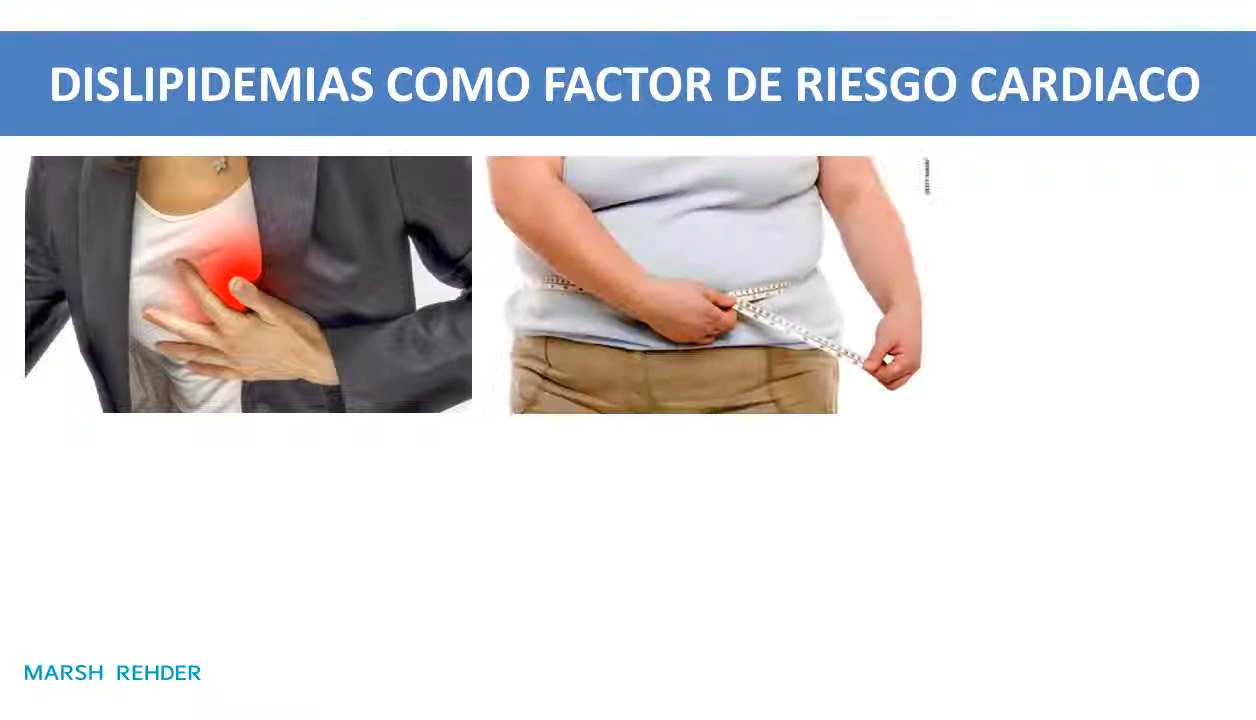 DISLIPIDEMIAS COMO FACTOR DE RIESGO CARDIACO
MARSH REHDER